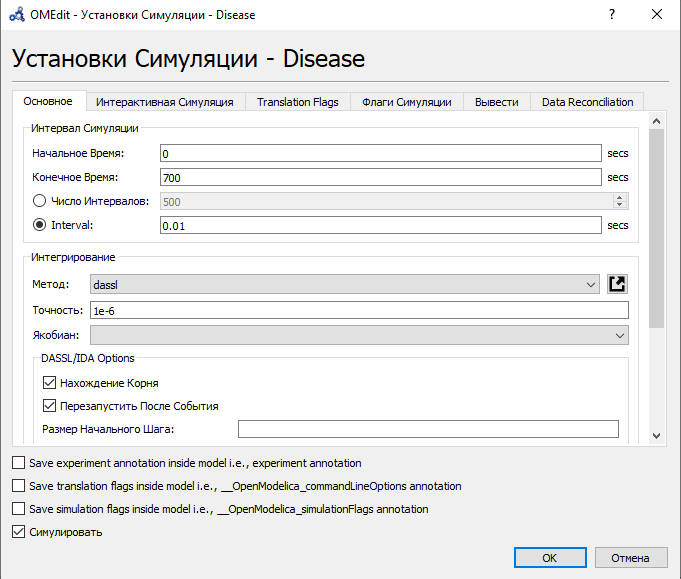 OMEdit - Установки Симуляции - Disease
Установки Симуляции - Disease
Основное Интерактивная Симуляция Translation Flags Флаги Симуляции Вывести Data Reconciliation
Интервал Симуляции
Начальное Время: 0 secs
Конечное Время: 700 secs
Число Интервалов: 500
Interval: 0.01 secs
Интегрирование
Метод: dassl
Точность: 1e-6
Якобиан:
DASSL/IDA Options
Нахождение Корня
Перезапустить После События
Размер Начального Шага:
Save experiment annotation inside model i.e., experiment annotation
Save translation flags inside model i.e., __OpenModelica_commandLineOptions annotation
Save simulation flags inside model i.e., __OpenModelica_simulationFlags annotation
Симулировать
OK Отмена